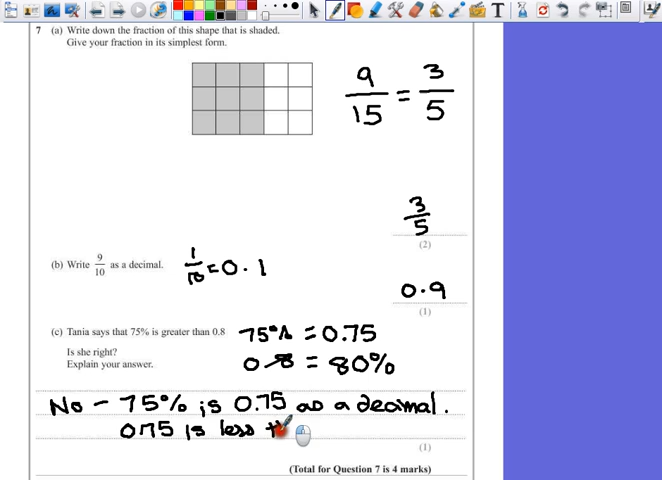 7 (a) Write down the fraction of this shape that is shaded.
Give your fraction in its simplest form.
9/15 = 3/5
3/5
(2)
(b) Write 9/10 as a decimal. 1/10 = 0.1
0.9
(1)
(c) Tania says that 75% is greater than 0.8 75% = 0.75
Is she right? 0.8 = 80%
Explain your answer.
No - 75% is 0.75 as a decimal.
0.75 is less t
(1)
(Total for Question 7 is 4 marks)